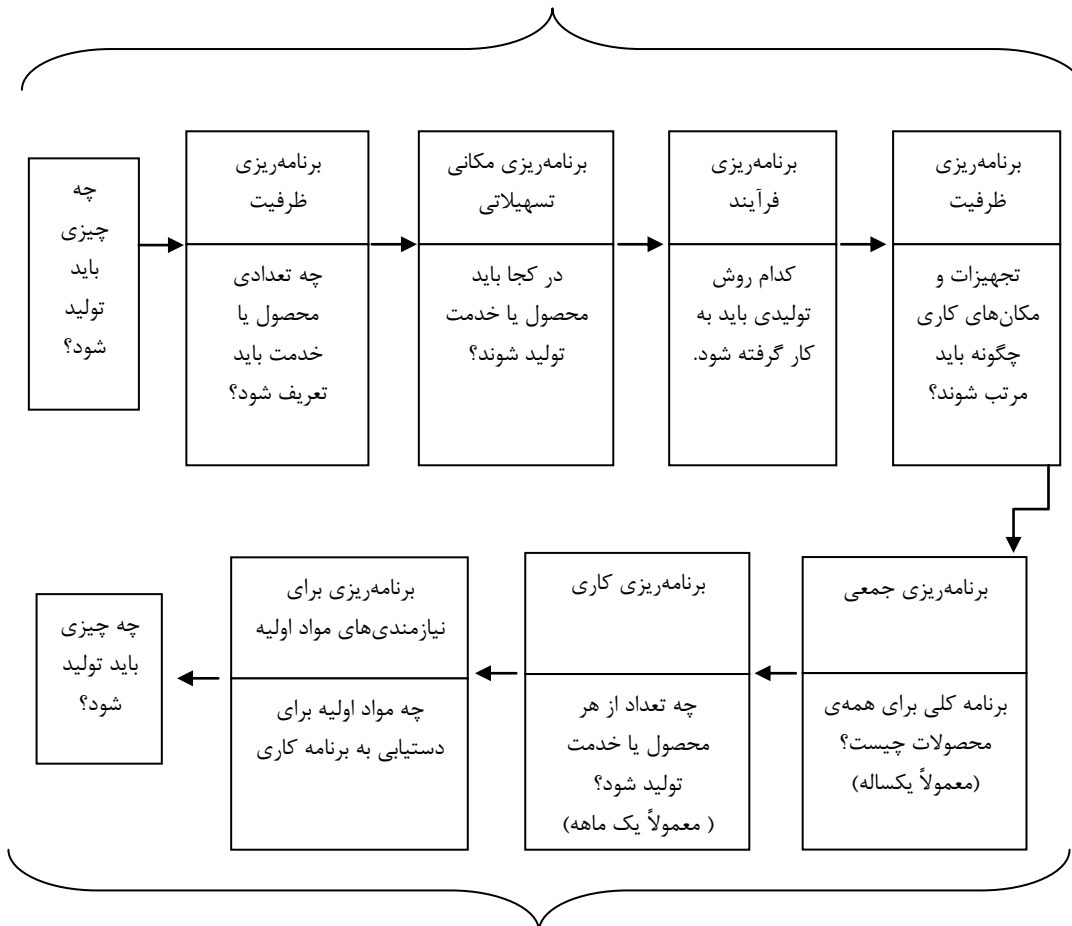 چه
چیزی
باید
تولید
شود؟
برنامه‌ریزی
ظرفیت
چه تعدادی
محصول یا
خدمت باید
تعریف شود؟
برنامه‌ریزی مکانی
تسهیلاتی
در کجا باید
محصول یا خدمت
تولید شوند؟
برنامه‌ریزی
فرآیند
کدام روش
تولیدی باید به
کار گرفته شود.
برنامه‌ریزی
ظرفیت
تجهیزات و
مکان‌های کاری
چگونه باید
مرتب شوند؟
برنامه‌ریزی جمعی
برنامه کلی برای همه‌ی
محصولات چیست؟
(معمولاً یکساله)
برنامه‌ریزی کاری
چه تعداد از هر
محصول یا خدمت
تولید شود؟
( معمولاً یک ماهه)
برنامه‌ریزی برای
نیازمندی‌های مواد اولیه
چه مواد اولیه برای
دستیابی به برنامه کاری
چه چیزی
باید تولید
شود؟